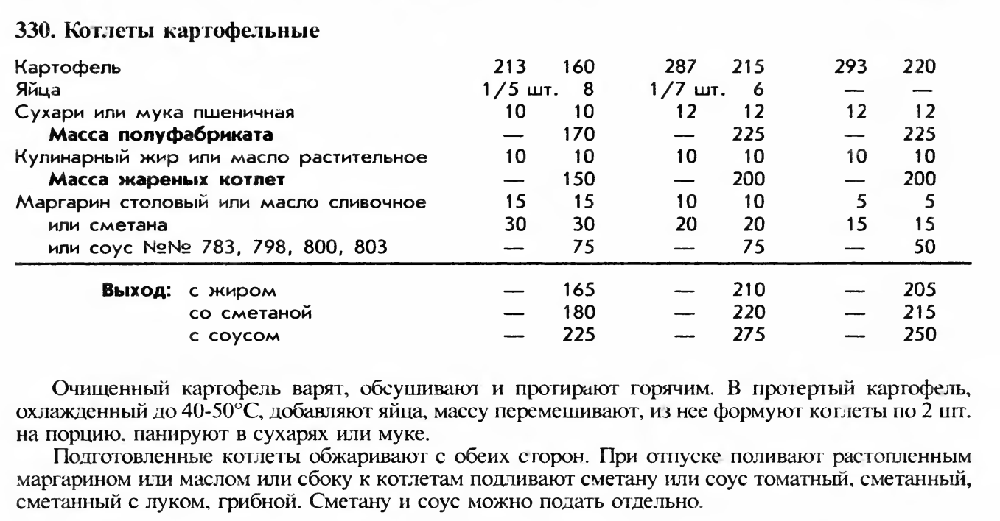 330. Котлеты картофельные
Картофель 213 160 287 215 293 220
Яйца 1/5 шт. 8 1/7 шт. 6 — —
Сухари или мука пшеничная 10 10 12 12 12 12
Масса полуфабриката — 170 — 225 — 225
Кулинарный жир или масло растительное 10 10 10 10 10 10
Масса жареных котлет — 150 — 200 — 200
Маргарин столовый или масло сливочное 15 15 10 10 5 5
или сметана 30 30 20 20 15 15
или соус №№ 783, 798, 800, 803 — 75 — 75 — 50
Выход: с жиром — 165 — 210 — 205
со сметаной — 180 — 220 — 215
с соусом — 225 — 275 — 250
Очищенный картофель варят, обсушивают и протирают горячим. В протертый картофель,
охлажденный до 40-50°С, добавляют яйца, массу перемешивают, из нее формуют котлеты по 2 шт.
на порцию, панируют в сухарях или муке.
Подготовленные котлеты обжаривают с обеих сторон. При отпуске поливают растопленным
маргарином или маслом или сбоку к котлетам подливают сметану или соус томатный, сметанный,
сметанный с луком, грибной. Сметану и соус можно подать отдельно.